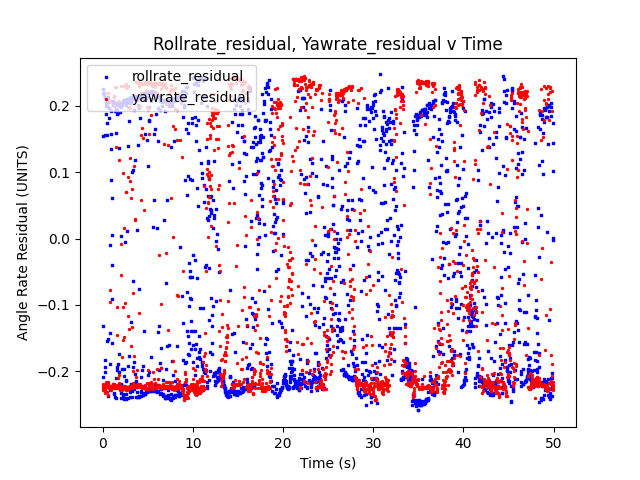 Rollrate_residual, Yawrate_residual v Time
rollrate_residual
yawrate_residual
Angle Rate Residual (UNITS)
0.2
0.1
0.0
−0.1
−0.2
0 10 20 30 40 50
Time (s)